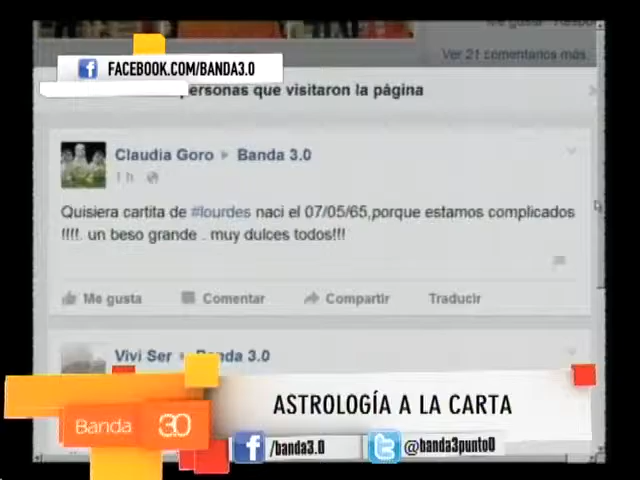 Ver 21 comentarios más.
FACEBOOK.COM/BANDA3.0
personas que visitaron la página
Claudia Goro ▸ Banda 3.0
1 h
Quisiera cartita de #lourdes naci el 07/05/65,porque estamos complicados
!!!!. un beso grande . muy dulces todos!!!
Me gusta Comentar Compartir Traducir
Vivi Ser ▸ Banda 3.0
ASTROLOGÍA A LA CARTA
Banda 3.0
/banda3.0 @banda3punto0